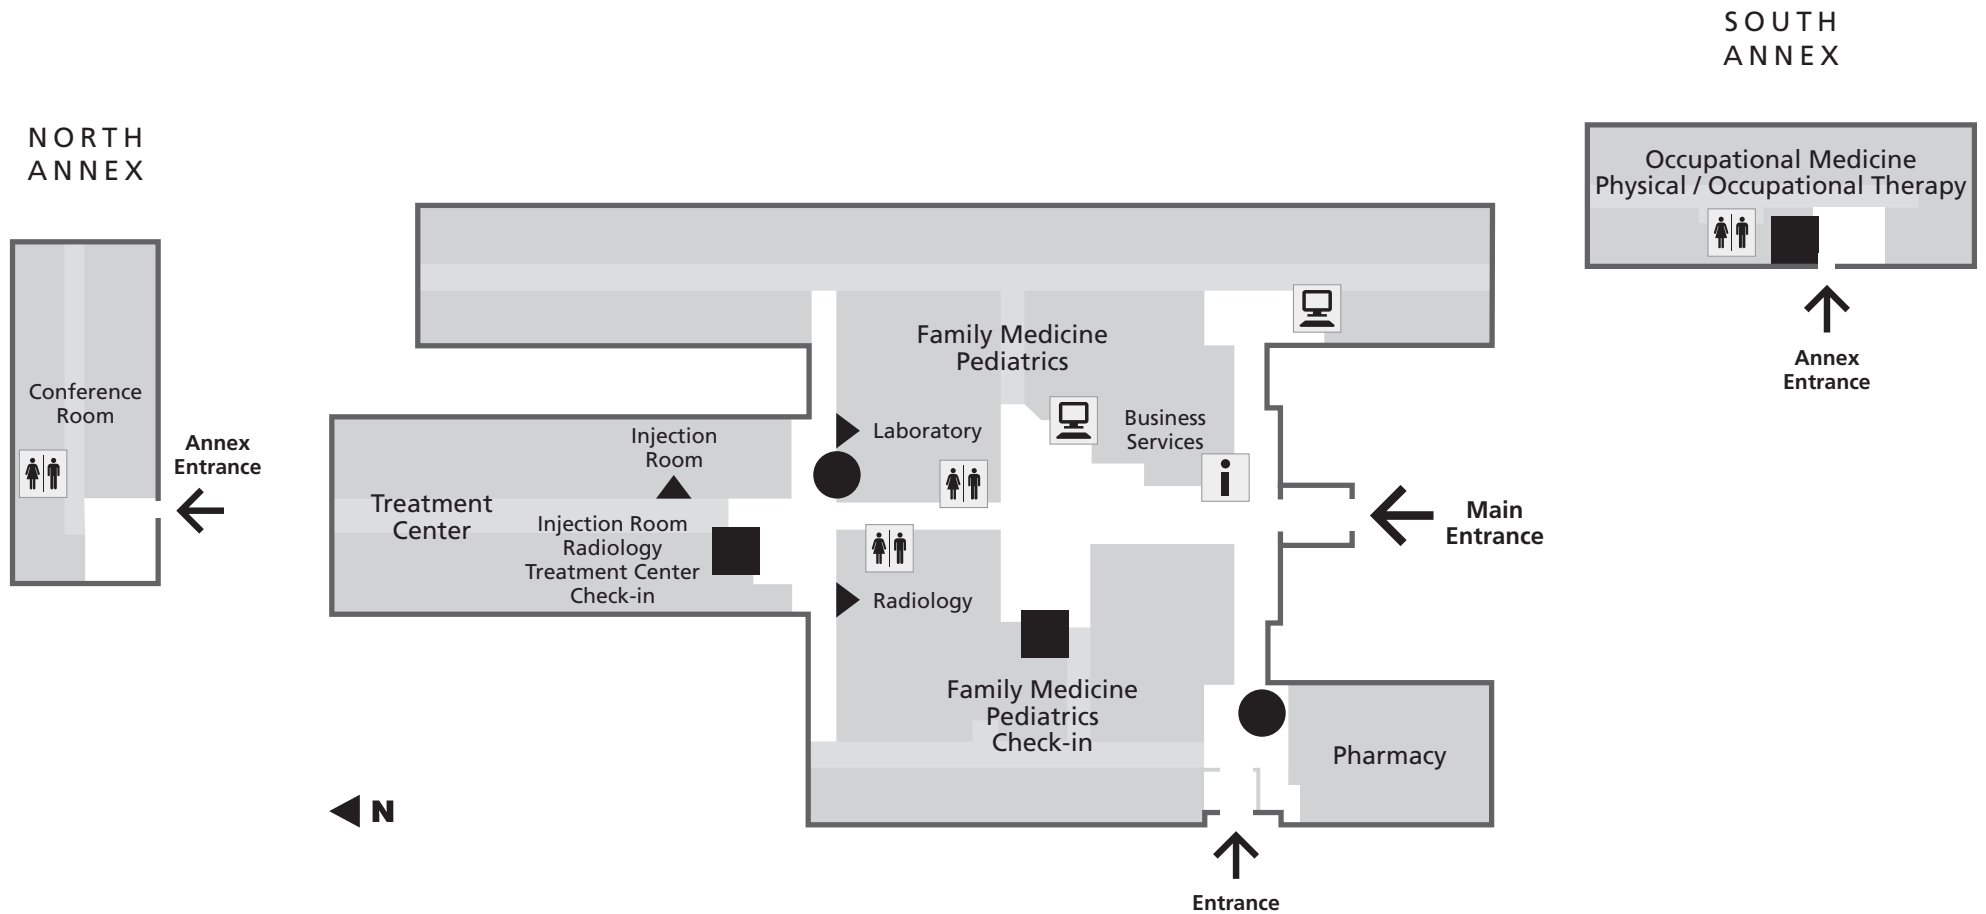 SOUTH
ANNEX
NORTH
ANNEX
Occupational Medicine
Physical / Occupational Therapy
Annex
Entrance
Conference
Room
Annex
Entrance
Family Medicine
Pediatrics
Laboratory
Business
Services
Injection
Room
Treatment
Center
Injection Room
Radiology
Treatment Center
Check-in
Main
Entrance
Radiology
Family Medicine
Pediatrics
Check-in
Pharmacy
N
Entrance